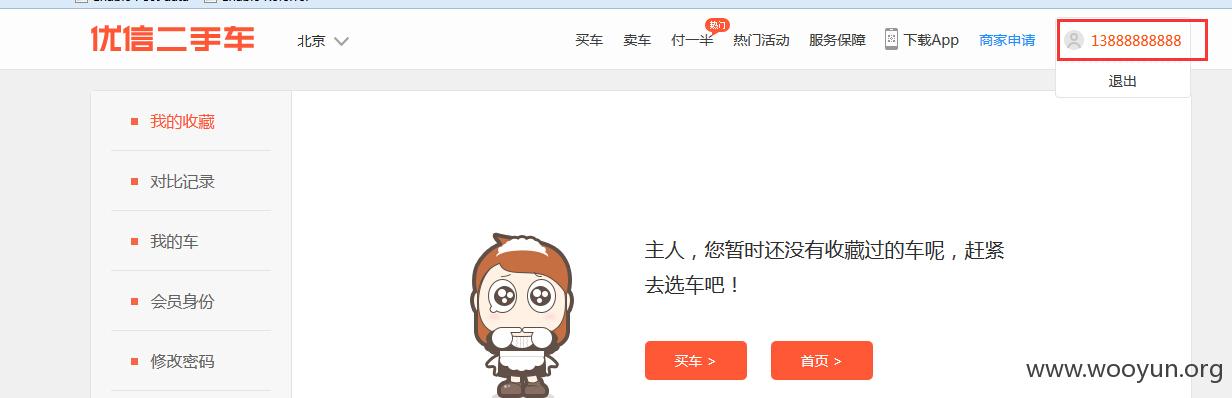 优信二手车
北京
热门
买车 卖车 付一半 热门活动 服务保障 下载App 商家申请 13888888888
退出
我的收藏
对比记录
我的车
会员身份
修改密码
主人，您暂时还没有收藏过的车呢，赶紧
去选车吧！
买车 >
首页 >
www.wooyun.org